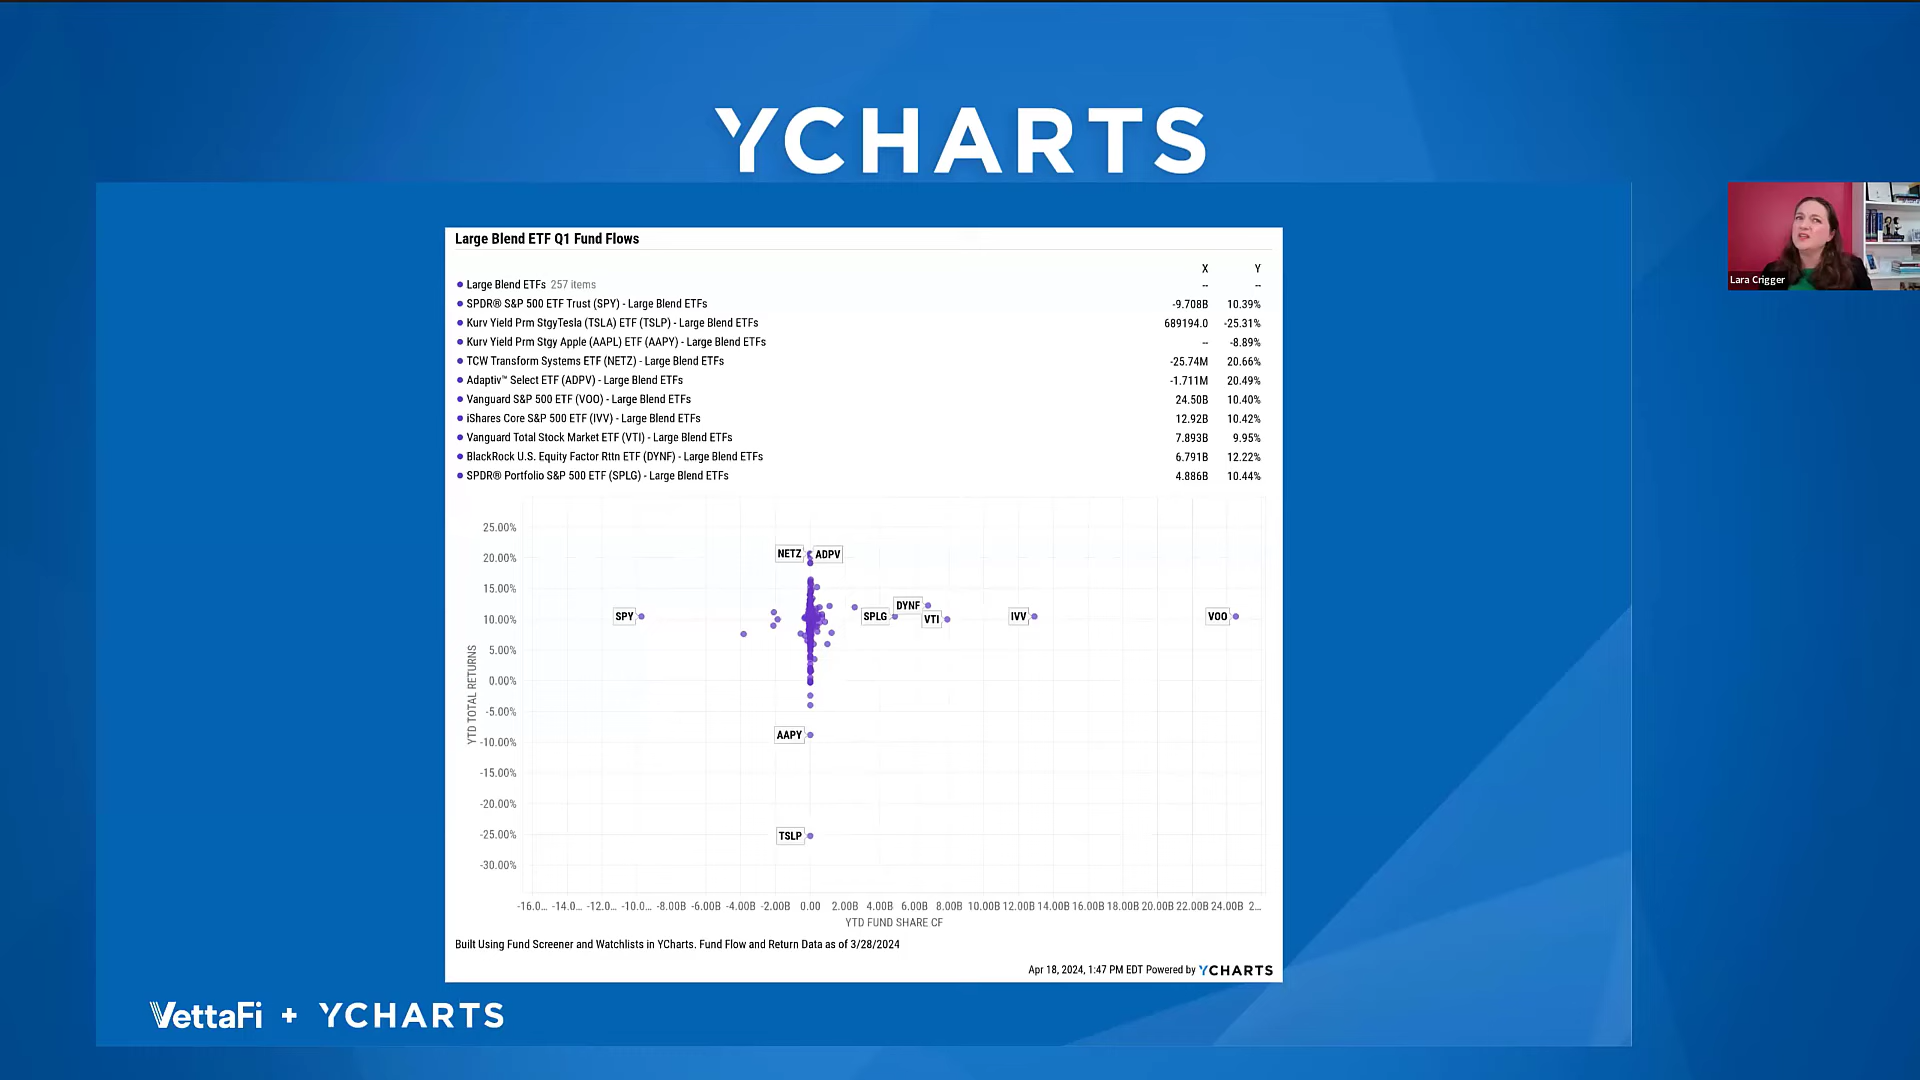 YCHARTS
Lara Crigger
Large Blend ETF Q1 Fund Flows
X Y
Large Blend ETFs 257 items -- --
SPDR® S&P 500 ETF Trust (SPY) - Large Blend ETFs -9.708B 10.39%
Kurv Yield Prm StgyTesla (TSLA) ETF (TSLP) - Large Blend ETFs 689194.0 -25.31%
Kurv Yield Prm Stgy Apple (AAPL) ETF (AAPY) - Large Blend ETFs -- -8.89%
TCW Transform Systems ETF (NETZ) - Large Blend ETFs -25.74M 20.66%
Adaptiv™ Select ETF (ADPV) - Large Blend ETFs -1.711M 20.49%
Vanguard S&P 500 ETF (VOO) - Large Blend ETFs 24.50B 10.40%
iShares Core S&P 500 ETF (IVV) - Large Blend ETFs 12.92B 10.42%
Vanguard Total Stock Market ETF (VTI) - Large Blend ETFs 7.893B 9.95%
BlackRock U.S. Equity Factor Rttn ETF (DYNF) - Large Blend ETFs 6.791B 12.22%
SPDR® Portfolio S&P 500 ETF (SPLG) - Large Blend ETFs 4.886B 10.44%
25.00%
20.00%
15.00%
10.00%
5.00%
0.00%
-5.00%
-10.00%
-15.00%
-20.00%
-25.00%
-30.00%
YTD TOTAL RETURNS
NETZ ADPV
DYNF
SPY SPLG VTI IVV VOO
AAPY
TSLP
-16.0... -14.0... -12.0... -10.0... -8.00B -6.00B -4.00B -2.00B 0.00 2.00B 4.00B 6.00B 8.00B 10.00B 12.00B 14.00B 16.00B 18.00B 20.00B 22.00B 24.00B 2...
YTD FUND SHARE CF
Built Using Fund Screener and Watchlists in YCharts. Fund Flow and Return Data as of 3/28/2024
Apr 18, 2024, 1:47 PM EDT Powered by YCHARTS
VettaFi + YCHARTS